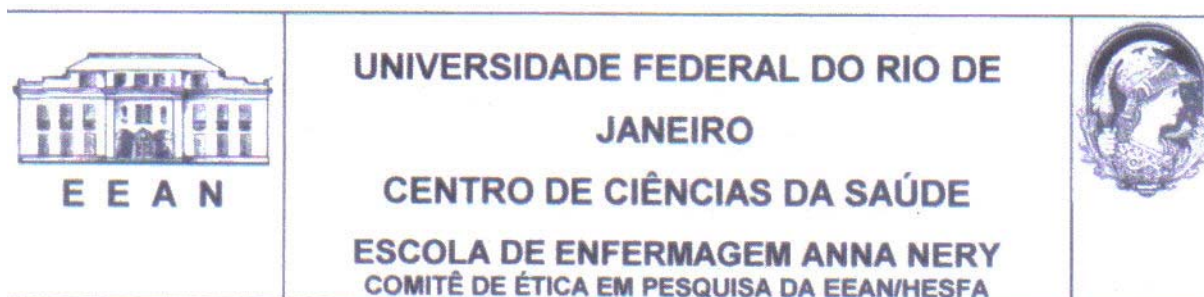 UNIVERSIDADE FEDERAL DO RIO DE
JANEIRO
E E A N
CENTRO DE CIÊNCIAS DA SAÚDE
ESCOLA DE ENFERMAGEM ANNA NERY
COMITÊ DE ÉTICA EM PESQUISA DA EEAN/HESFA